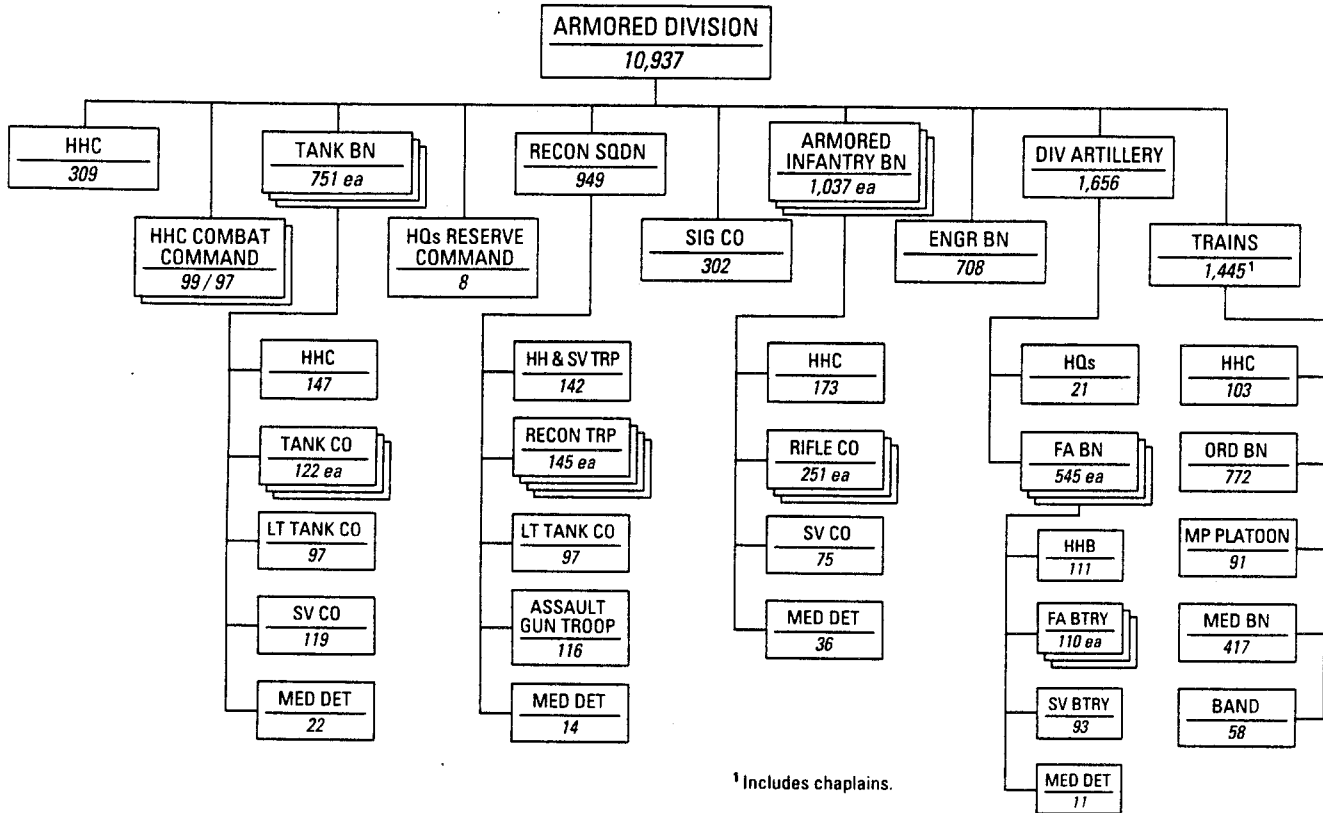 ARMORED DIVISION
10,937
HHC
309
TANK BN
751 ea
RECON SQDN
949
ARMORED
INFANTRY BN
1,037 ea
DIV ARTILLERY
1,656
HHC COMBAT
COMMAND
99 / 97
HQs RESERVE
COMMAND
8
SIG CO
302
ENGR BN
708
TRAINS
1,445¹
HHC
147
TANK CO
122 ea
LT TANK CO
97
SV CO
119
MED DET
22
HH & SV TRP
142
RECON TRP
145 ea
LT TANK CO
97
ASSAULT
GUN TROOP
116
MED DET
14
HHC
173
RIFLE CO
251 ea
SV CO
75
MED DET
36
HQs
21
FA BN
545 ea
HHB
111
FA BTRY
110 ea
SV BTRY
93
MED DET
11
HHC
103
ORD BN
772
MP PLATOON
91
MED BN
417
BAND
58
¹ Includes chaplains.